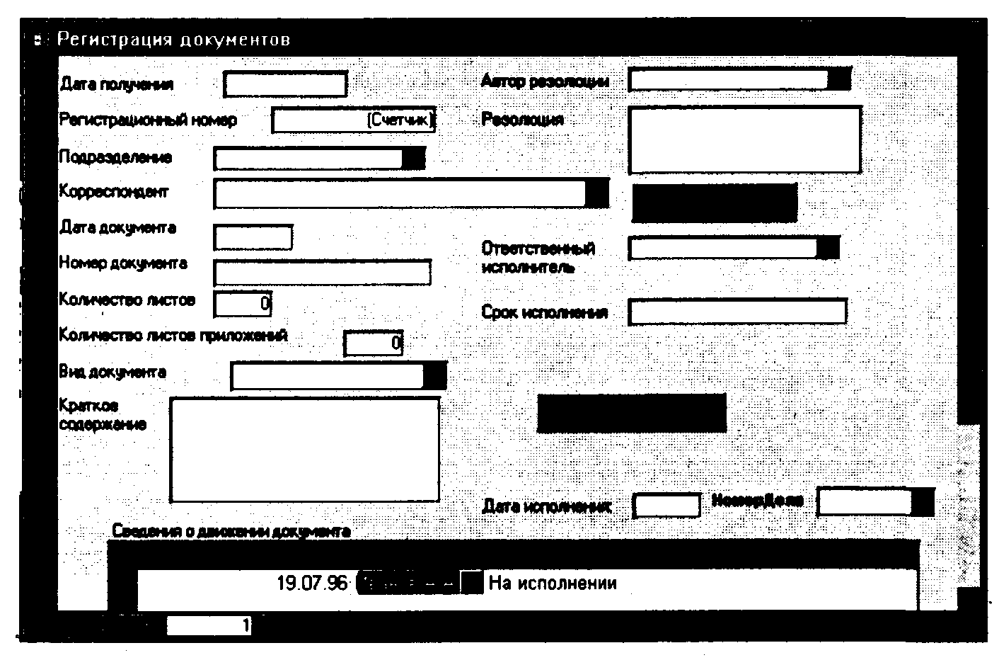 Регистрация документов
Дата получения
Регистрационный номер
(Счетчик)
Подразделение
Корреспондент
Дата документа
Номер документа
Количество листов
0
Количество листов приложений
0
Вид документа
Краткое
содержание
Автор резолюции
Резолюция
Ответственный
исполнитель
Срок исполнения
Дата исполнения:
НомерДела
Сведения о движении документа
19.07.96
На исполнении
1